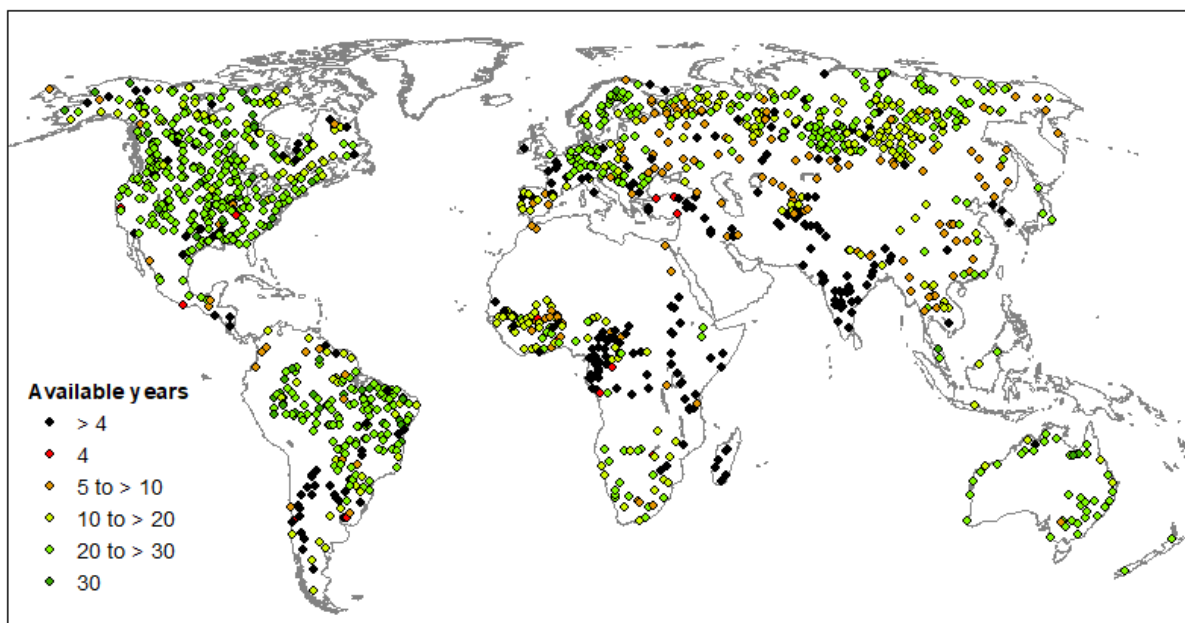 Available years
> 4
4
5 to > 10
10 to > 20
20 to > 30
30